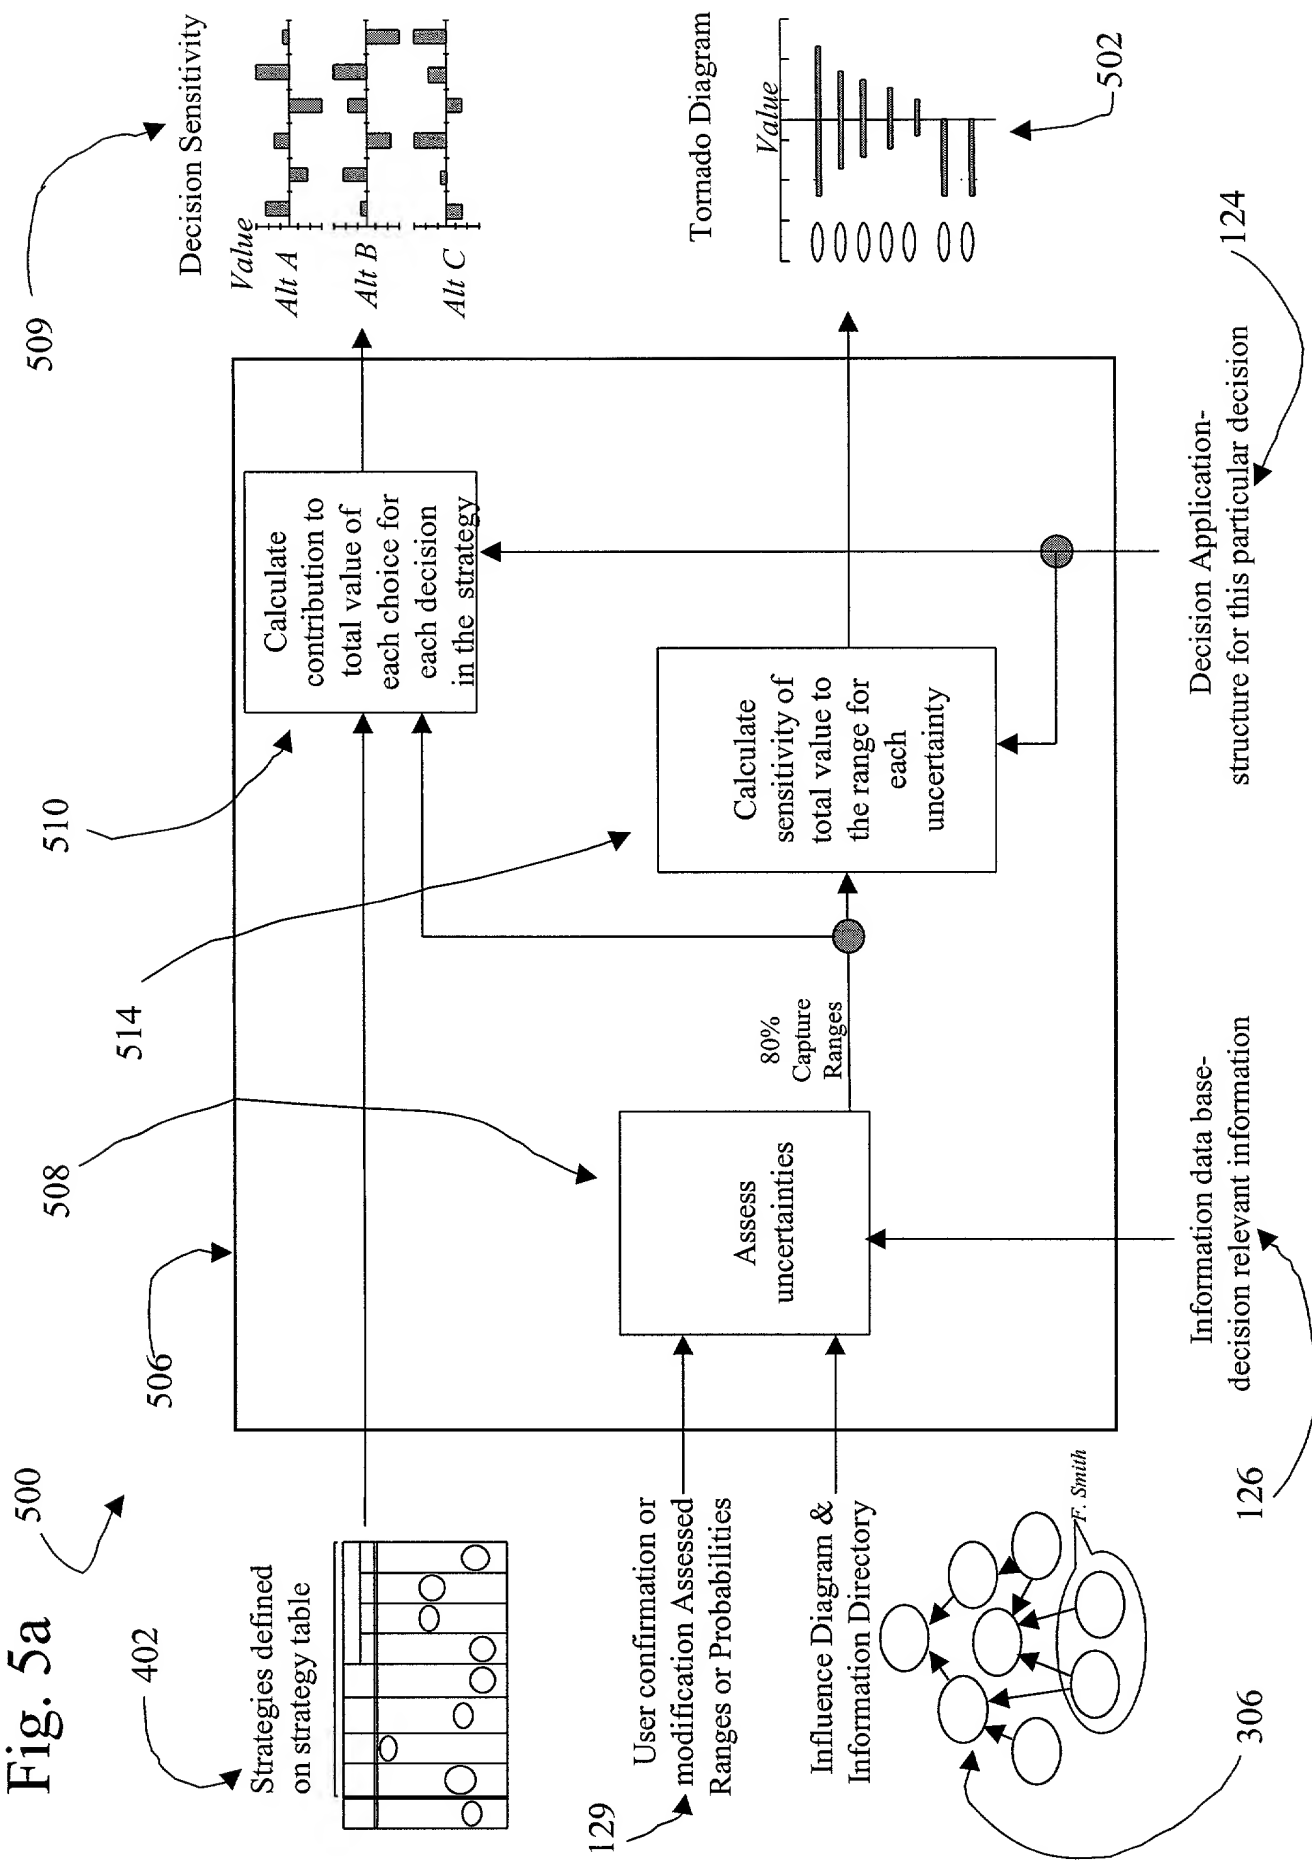 Fig. 5a
500
402
Strategies defined
on strategy table
129
User confirmation or
modification Assessed
Ranges or Probabilities
Influence Diagram &
Information Directory
F. Smith
306
126
Information data base-
decision relevant information
506
508
Assess
uncertainties
80%
Capture
Ranges
514
510
Calculate
contribution to
total value of
each choice for
each decision
in the strategy
Calculate
sensitivity of
total value to
the range for
each
uncertainty
Decision Application-
structure for this particular decision
124
509
Decision Sensitivity
Value
Alt A
Alt B
Alt C
Tornado Diagram
Value
502